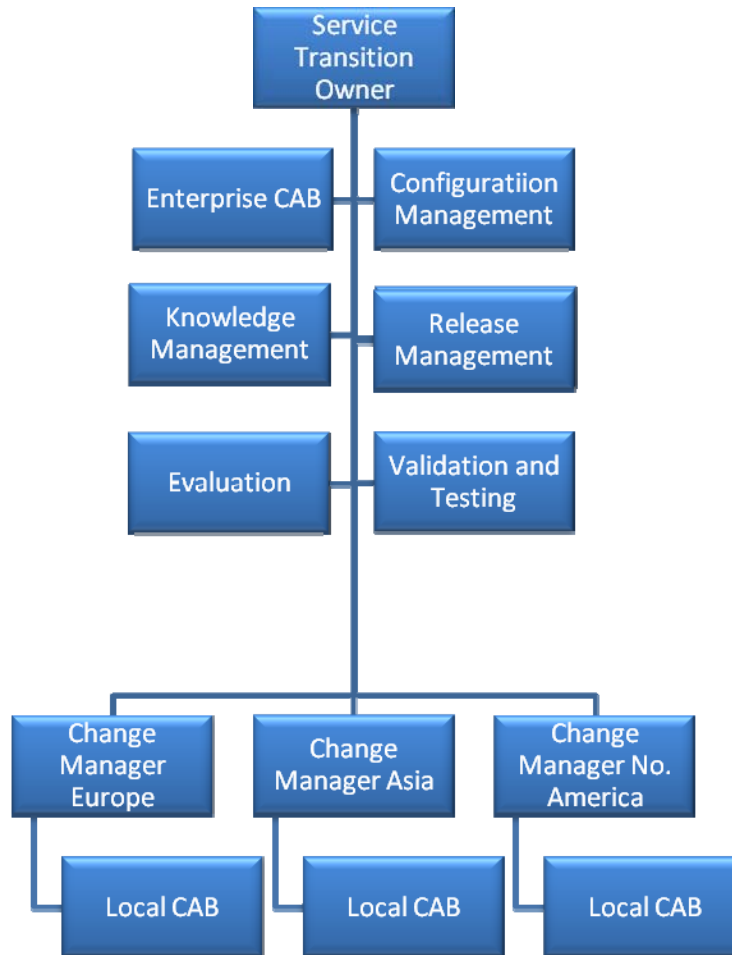 Service
Transition
Owner
Enterprise CAB
Configuratiion
Management
Knowledge
Management
Release
Management
Evaluation
Validation and
Testing
Change
Manager
Europe
Change
Manager Asia
Change
Manager No.
America
Local CAB
Local CAB
Local CAB